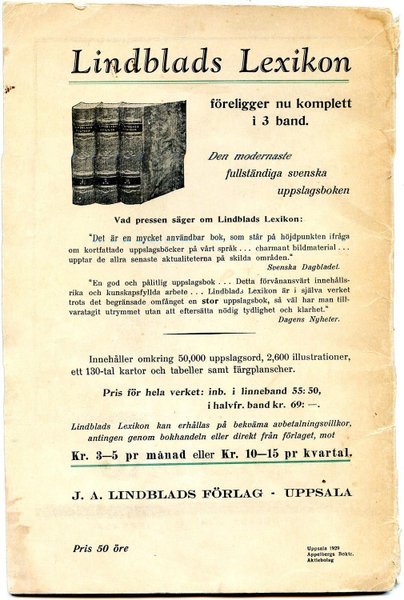 Lindblads Lexikon
föreligger nu komplett
i 3 band.
Den modernaste
fullständiga svenska
uppslagsboken
Vad pressen säger om Lindblads Lexikon:
"Det är en mycket användbar bok, som står på höjdpunkten ifråga
om kortfattade uppslagsböcker på vårt språk . . . charmant bildmaterial . . .
upptar de allra senaste aktualiteterna på skilda områden."
Svenska Dagbladet.
"En god och pålitlig uppslagsbok . . . Detta förvånansvärt innehålls-
rika och kunskapsfyllda arbete . . . Lindblads Lexikon är i själva verket
trots det begränsade omfånget en stor uppslagsbok, så väl har man till-
varatagit utrymmet utan att eftersätta nödig tydlighet och klarhet."
Dagens Nyheter.
Innehåller omkring 50,000 uppslagsord, 2,600 illustrationer,
ett 130-tal kartor och tabeller samt färgplanscher.
Pris för hela verket: inb. i linneband 55: 50,
i halvfr. band kr. 69: —.
Lindblads Lexikon kan erhållas på bekväma avbetalningsvillkor,
antingen genom bokhandeln eller direkt från förlaget, mot
Kr. 3—5 pr månad eller Kr. 10—15 pr kvartal.
J. A. LINDBLADS FÖRLAG - UPPSALA
Pris 50 öre
Uppsala 1929
Appelbergs Boktr.
Aktiebolag